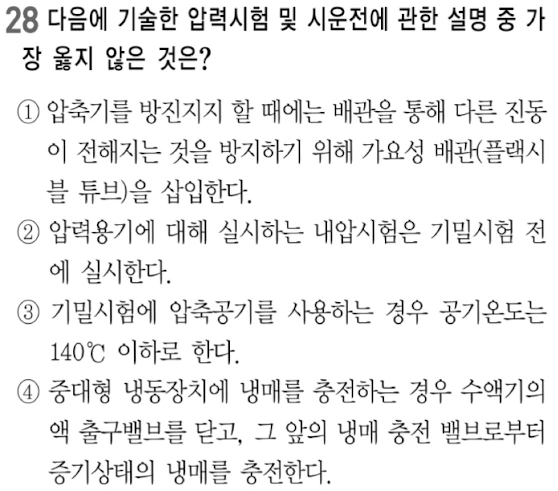 28 다음에 기술한 압력시험 및 시운전에 관한 설명 중 가
장 옳지 않은 것은?
① 압축기를 방진지지 할 때에는 배관을 통해 다른 진동
이 전해지는 것을 방지하기 위해 가요성 배관(플랙시
블 튜브)을 삽입한다.
② 압력용기에 대해 실시하는 내압시험은 기밀시험 전
에 실시한다.
③ 기밀시험에 압축공기를 사용하는 경우 공기온도는
140℃ 이하로 한다.
④ 중대형 냉동장치에 냉매를 충전하는 경우 수액기의
액 출구밸브를 닫고, 그 앞의 냉매 충전 밸브로부터
증기상태의 냉매를 충전한다.